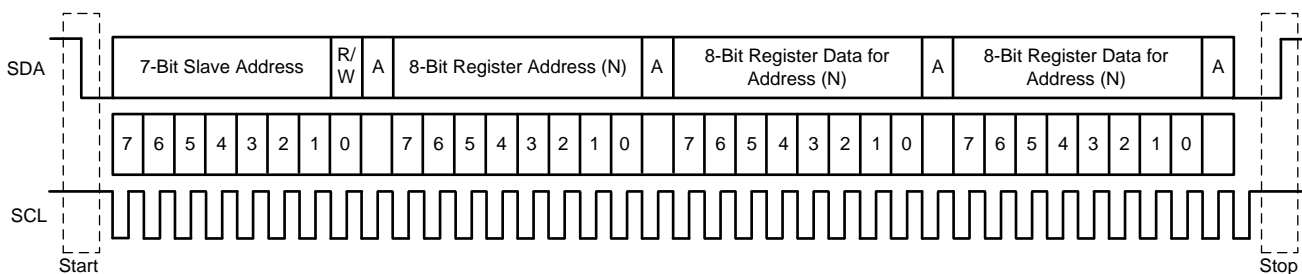 SDA
7-Bit Slave Address
R/
W
A
8-Bit Register Address (N)
A
8-Bit Register Data for
Address (N)
A
8-Bit Register Data for
Address (N)
A
7 6 5 4 3 2 1 0 7 6 5 4 3 2 1 0 7 6 5 4 3 2 1 0 7 6 5 4 3 2 1 0
SCL
Start
Stop